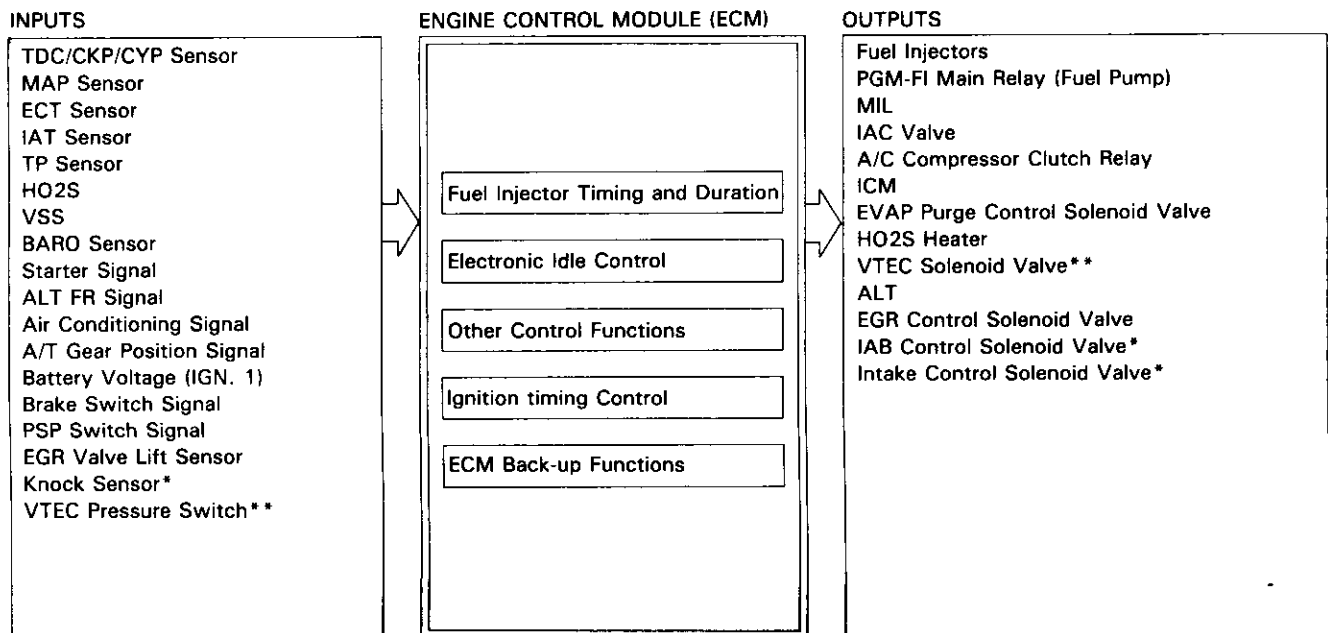 INPUTS
TDC/CKP/CYP Sensor
MAP Sensor
ECT Sensor
IAT Sensor
TP Sensor
HO2S
VSS
BARO Sensor
Starter Signal
ALT FR Signal
Air Conditioning Signal
A/T Gear Position Signal
Battery Voltage (IGN. 1)
Brake Switch Signal
PSP Switch Signal
EGR Valve Lift Sensor
Knock Sensor*
VTEC Pressure Switch**
ENGINE CONTROL MODULE (ECM)
Fuel Injector Timing and Duration
Electronic Idle Control
Other Control Functions
Ignition timing Control
ECM Back-up Functions
OUTPUTS
Fuel Injectors
PGM-FI Main Relay (Fuel Pump)
MIL
IAC Valve
A/C Compressor Clutch Relay
ICM
EVAP Purge Control Solenoid Valve
HO2S Heater
VTEC Solenoid Valve**
ALT
EGR Control Solenoid Valve
IAB Control Solenoid Valve*
Intake Control Solenoid Valve*